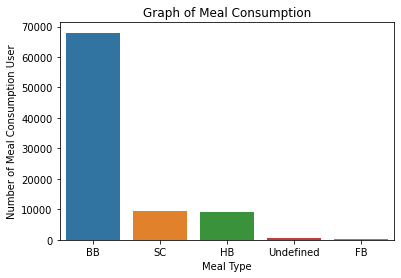 Graph of Meal Consumption
Number of Meal Consumption User
70000
60000
50000
40000
30000
20000
10000
0
BB SC HB Undefined FB
Meal Type